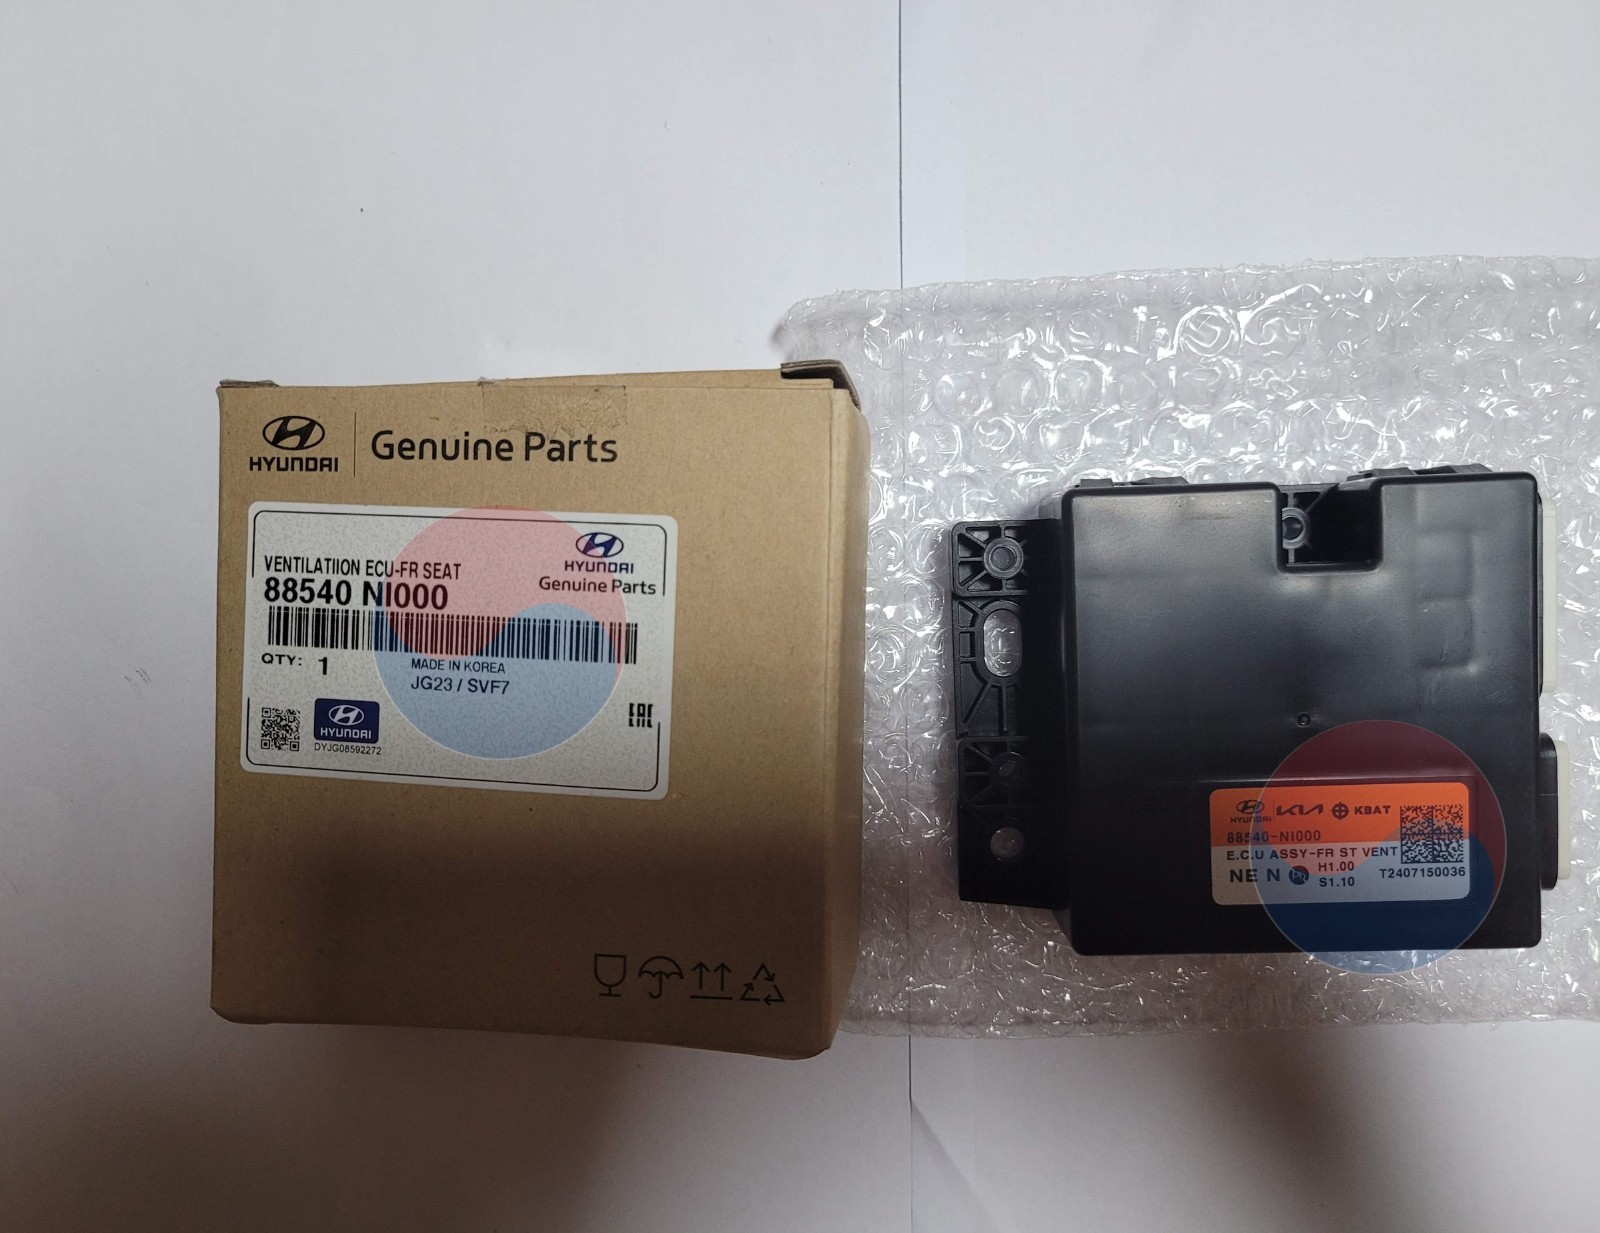 HYUNDAI
Genuine Parts
VENTILATIION ECU-FR SEAT
88540 NI000
HYUNDAI
Genuine Parts
QTY: 1
MADE IN KOREA
JG23 / SVF7
HYUNDAI
DYJG08592272
EAC
HYUNDAI KIA KBAT
88540-NI000
E.C.U ASSY-FR ST VENT
NE N H1.00
S1.10
T2407150036